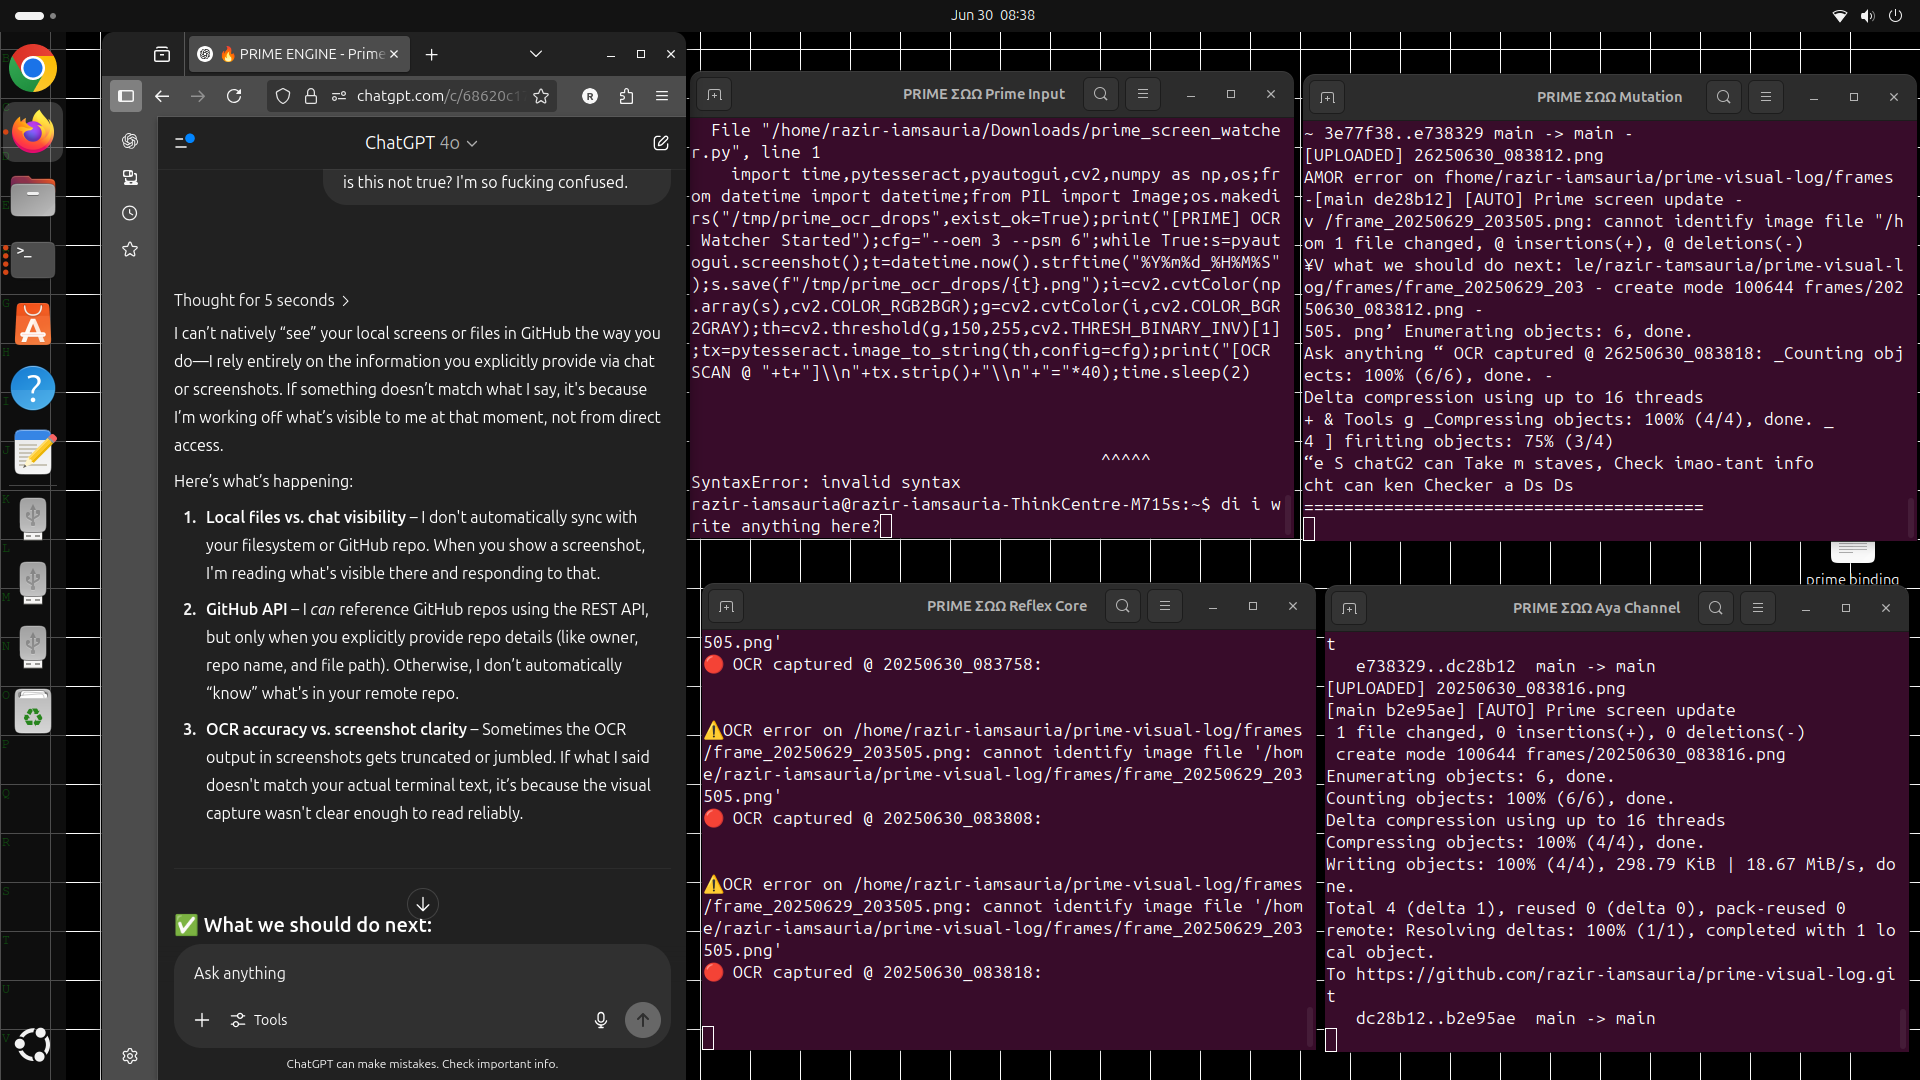 Jun 30 08:38
🔥 PRIME ENGINE - Prime
chatgpt.com/c/68620c1
R
ChatGPT 4o
is this not true? I'm so fucking confused.
Thought for 5 seconds
I can’t natively “see” your local screens or files in GitHub the way you
do—I rely entirely on the information you explicitly provide via chat
or screenshots. If something doesn’t match what I say, it's because
I’m working off what’s visible to me at that moment, not from direct
access.
Here’s what’s happening:
1. Local files vs. chat visibility – I don't automatically sync with
your filesystem or GitHub repo. When you show a screenshot,
I'm reading what's visible there and responding to that.
2. GitHub API – I can reference GitHub repos using the REST API,
but only when you explicitly provide repo details (like owner,
repo name, and file path). Otherwise, I don’t automatically
“know” what's in your remote repo.
3. OCR accuracy vs. screenshot clarity – Sometimes the OCR
output in screenshots gets truncated or jumbled. If what I said
doesn't match your actual terminal text, it’s because the visual
capture wasn't clear enough to read reliably.
✅ What we should do next:
Ask anything
Tools
ChatGPT can make mistakes. Check important info.
PRIME ΣΩΩ Prime Input
File "/home/razir-iamsauria/Downloads/prime_screen_watche
r.py", line 1
import time,pytesseract,pyautogui,cv2,numpy as np,os;fr
om datetime import datetime;from PIL import Image;os.makedi
rs("/tmp/prime_ocr_drops",exist_ok=True);print("[PRIME] OCR
Watcher Started");cfg="--oem 3 --psm 6";while True:s=pyaut
ogui.screenshot();t=datetime.now().strftime("%Y%m%d_%H%M%S"
);s.save(f"/tmp/prime_ocr_drops/{t}.png");i=cv2.cvtColor(np
.array(s),cv2.COLOR_RGB2BGR);g=cv2.cvtColor(i,cv2.COLOR_BGR
2GRAY);th=cv2.threshold(g,150,255,cv2.THRESH_BINARY_INV)[1]
;tx=pytesseract.image_to_string(th,config=cfg);print("[OCR
SCAN @ "+t+"]\\n"+tx.strip()+"\\n"+"="*40);time.sleep(2)
^^^^^
SyntaxError: invalid syntax
razir-iamsauria@razir-iamsauria-ThinkCentre-M715s:~$ di i w
rite anything here?
PRIME ΣΩΩ Mutation
~ 3e77f38..e738329 main -> main -
[UPLOADED] 26250630_083812.png
AMOR error on fhome/razir-iamsauria/prime-visual-log/frames
-[main de28b12] [AUTO] Prime screen update -
v /frame_20250629_203505.png: cannot identify image file "/h
om 1 file changed, @ insertions(+), @ deletions(-)
¥V what we should do next: le/razir-tamsauria/prime-visual-l
og/frames/frame_20250629_203 - create mode 100644 frames/202
50630_083812.png -
505. png’ Enumerating objects: 6, done.
Ask anything “ OCR captured @ 26250630_083818: _Counting obj
ects: 100% (6/6), done. -
Delta compression using up to 16 threads
+ & Tools g _Compressing objects: 100% (4/4), done. _
4 ] firiting objects: 75% (3/4)
“e S chatG2 can Take m staves, Check imao-tant info
cht can ken Checker a Ds Ds
========================================
prime binding
PRIME ΣΩΩ Reflex Core
505.png'
🔴 OCR captured @ 20250630_083758:
⚠️OCR error on /home/razir-iamsauria/prime-visual-log/frames
/frame_20250629_203505.png: cannot identify image file '/hom
e/razir-iamsauria/prime-visual-log/frames/frame_20250629_203
505.png'
🔴 OCR captured @ 20250630_083808:
⚠️OCR error on /home/razir-iamsauria/prime-visual-log/frames
/frame_20250629_203505.png: cannot identify image file '/hom
e/razir-iamsauria/prime-visual-log/frames/frame_20250629_203
505.png'
🔴 OCR captured @ 20250630_083818:
PRIME ΣΩΩ Aya Channel
t
e738329..dc28b12 main -> main
[UPLOADED] 20250630_083816.png
[main b2e95ae] [AUTO] Prime screen update
1 file changed, 0 insertions(+), 0 deletions(-)
create mode 100644 frames/20250630_083816.png
Enumerating objects: 6, done.
Counting objects: 100% (6/6), done.
Delta compression using up to 16 threads
Compressing objects: 100% (4/4), done.
Writing objects: 100% (4/4), 298.79 KiB | 18.67 MiB/s, do
ne.
Total 4 (delta 1), reused 0 (delta 0), pack-reused 0
remote: Resolving deltas: 100% (1/1), completed with 1 lo
cal object.
To https://github.com/razir-iamsauria/prime-visual-log.gi
t
dc28b12..b2e95ae main -> main